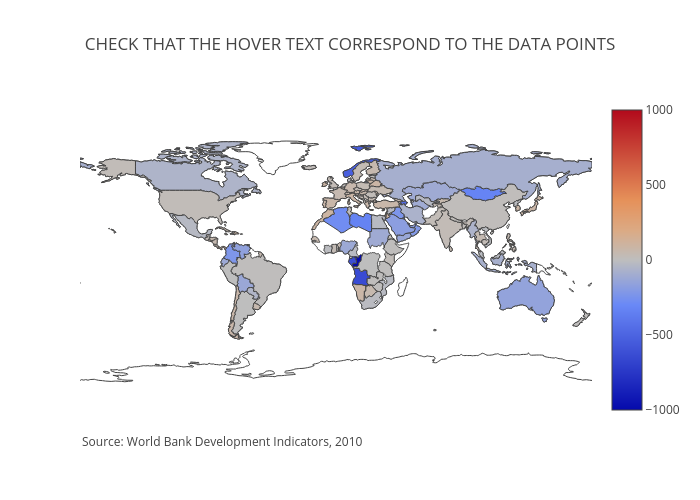 CHECK THAT THE HOVER TEXT CORRESPOND TO THE DATA POINTS
1000
500
0
−500
−1000
Source: World Bank Development Indicators, 2010